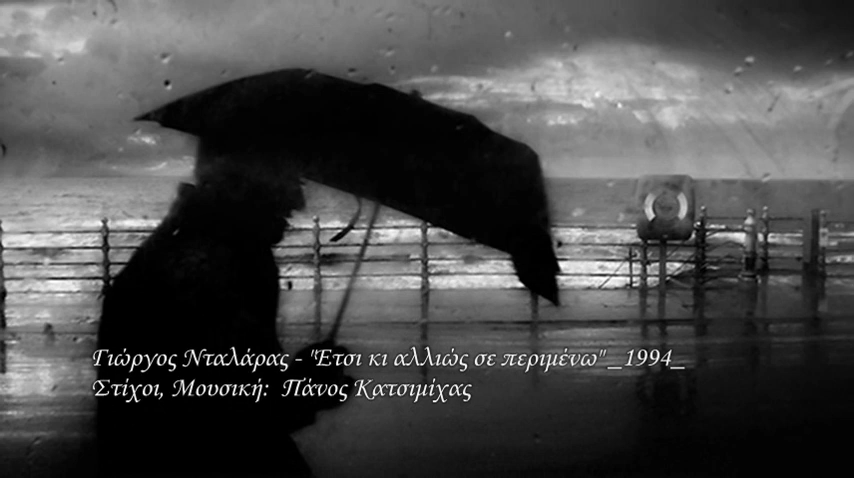 Γιώργος Νταλάρας - "Έτσι κι αλλιώς σε περιμένω"_1994_
Στίχοι, Μουσική: Πάνος Κατσιμίχας